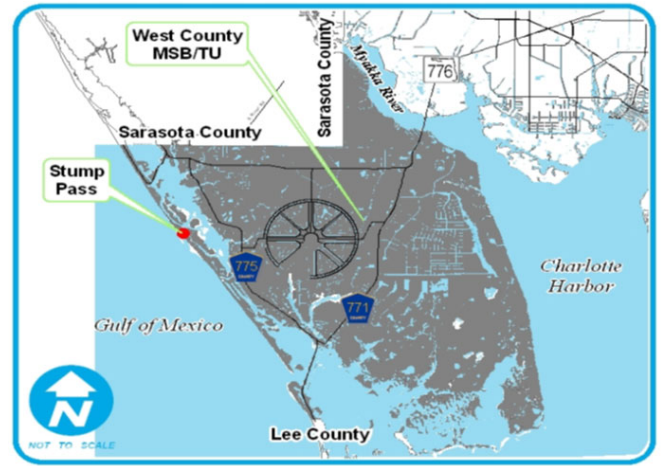 West County
MSB/TU
Sarasota County
Myakka River
776
Sarasota County
Stump
Pass
775
771
Charlotte
Harbor
Gulf of Mexico
N
NOT TO SCALE
Lee County